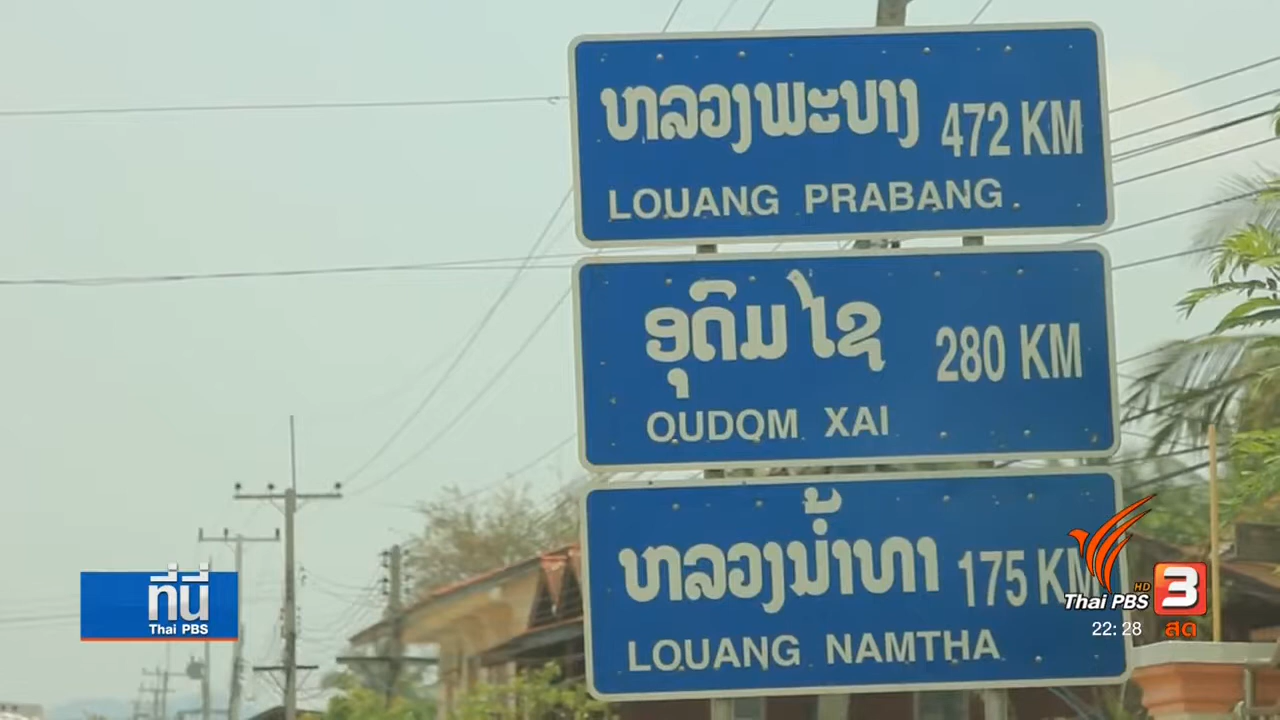 ຫລວງພະບາງ 472 KM
LOUANG PRABANG
ອຸດົມໄຊ 280 KM
OUDOM XAI
ຫລວງນ້ຳທາ 175 KM
LOUANG NAMTHA
ที่นี่
Thai PBS
Thai PBS HD 3
22:28 สด